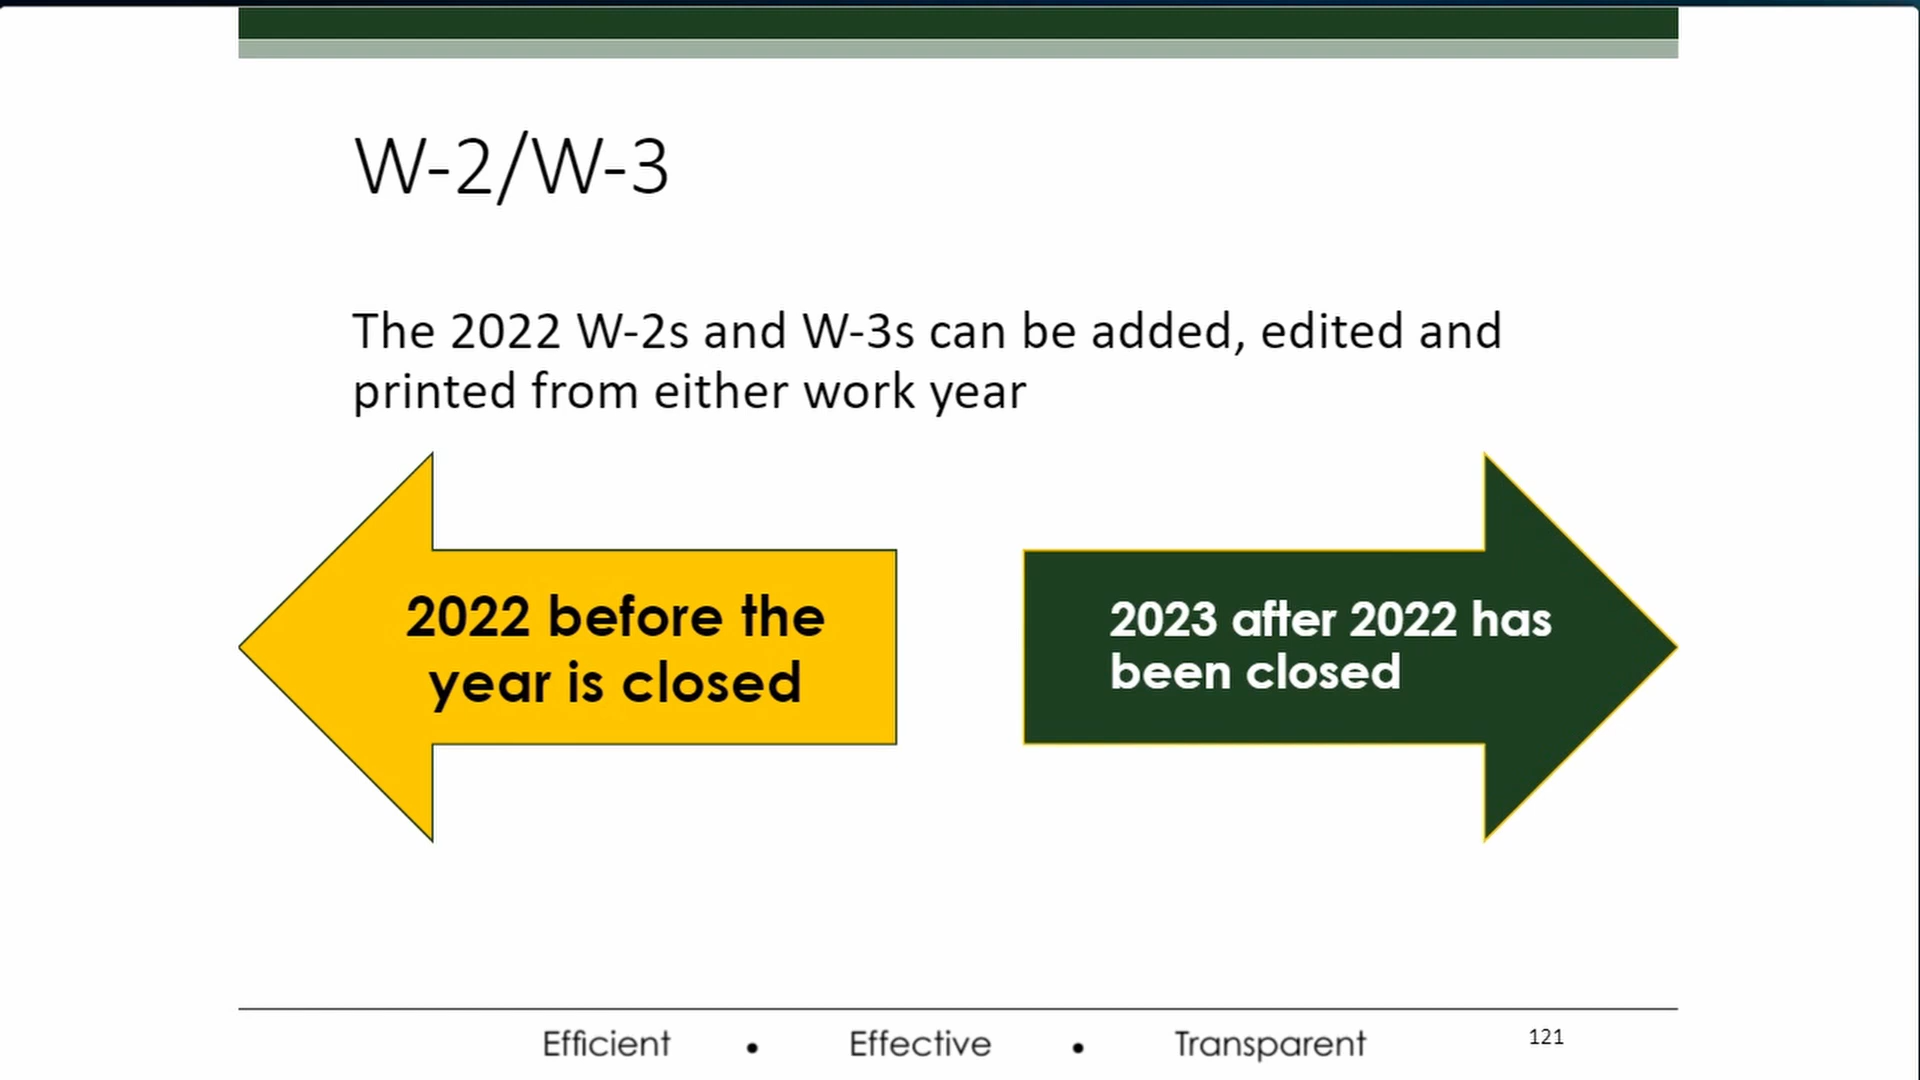 W-2/W-3
The 2022 W-2s and W-3s can be added, edited and
printed from either work year
2022 before the
year is closed
2023 after 2022 has
been closed
Efficient • Effective • Transparent 121